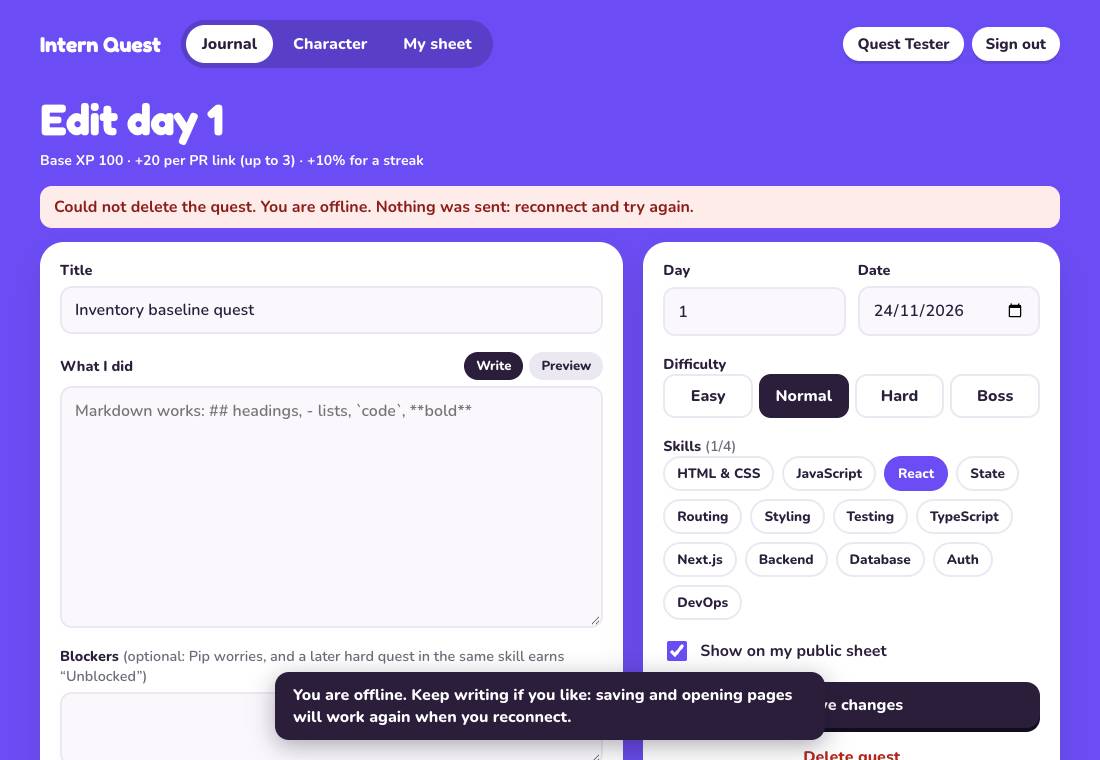 Intern Quest
Journal
Character
My sheet
Quest Tester
Sign out
Edit day 1
Base XP 100 · +20 per PR link (up to 3) · +10% for a streak
Could not delete the quest. You are offline. Nothing was sent: reconnect and try again.
Title
Inventory baseline quest
What I did
Write
Preview
Markdown works: ## headings, - lists, `code`, **bold**
Blockers (optional: Pip worries, and a later hard quest in the same skill earns
“Unblocked”)
Day
Date
1
24/11/2026
Difficulty
Easy
Normal
Hard
Boss
Skills (1/4)
HTML & CSS
JavaScript
React
State
Routing
Styling
Testing
TypeScript
Next.js
Backend
Database
Auth
DevOps
Show on my public sheet
changes
Delete quest
You are offline. Keep writing if you like: saving and opening pages
will work again when you reconnect.